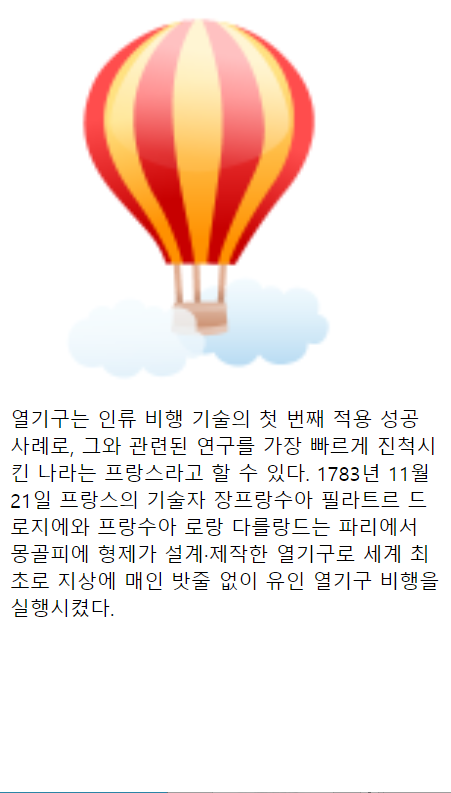 열기구는 인류 비행 기술의 첫 번째 적용 성공
사례로, 그와 관련된 연구를 가장 빠르게 진척시
킨 나라는 프랑스라고 할 수 있다. 1783년 11월
21일 프랑스의 기술자 장프랑수아 필라트르 드
로지에와 프랑수아 로랑 다를랑드는 파리에서
몽골피에 형제가 설계·제작한 열기구로 세계 최
초로 지상에 매인 밧줄 없이 유인 열기구 비행을
실행시켰다.